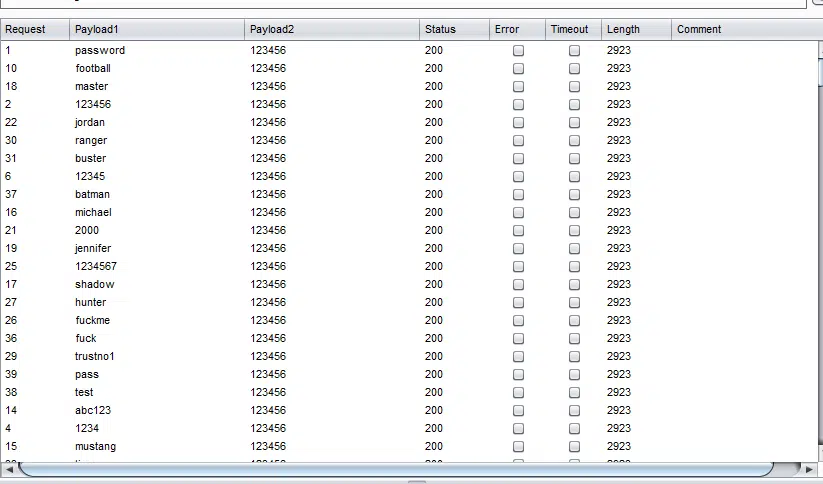 Request Payload1 Payload2 Status Error Timeout Length Comment
1 password 123456 200 2923
10 football 123456 200 2923
18 master 123456 200 2923
2 123456 123456 200 2923
22 jordan 123456 200 2923
30 ranger 123456 200 2923
31 buster 123456 200 2923
6 12345 123456 200 2923
37 batman 123456 200 2923
16 michael 123456 200 2923
21 2000 123456 200 2923
19 jennifer 123456 200 2923
25 1234567 123456 200 2923
17 shadow 123456 200 2923
27 hunter 123456 200 2923
26 fuckme 123456 200 2923
36 fuck 123456 200 2923
29 trustno1 123456 200 2923
39 pass 123456 200 2923
38 test 123456 200 2923
14 abc123 123456 200 2923
4 1234 123456 200 2923
15 mustang 123456 200 2923